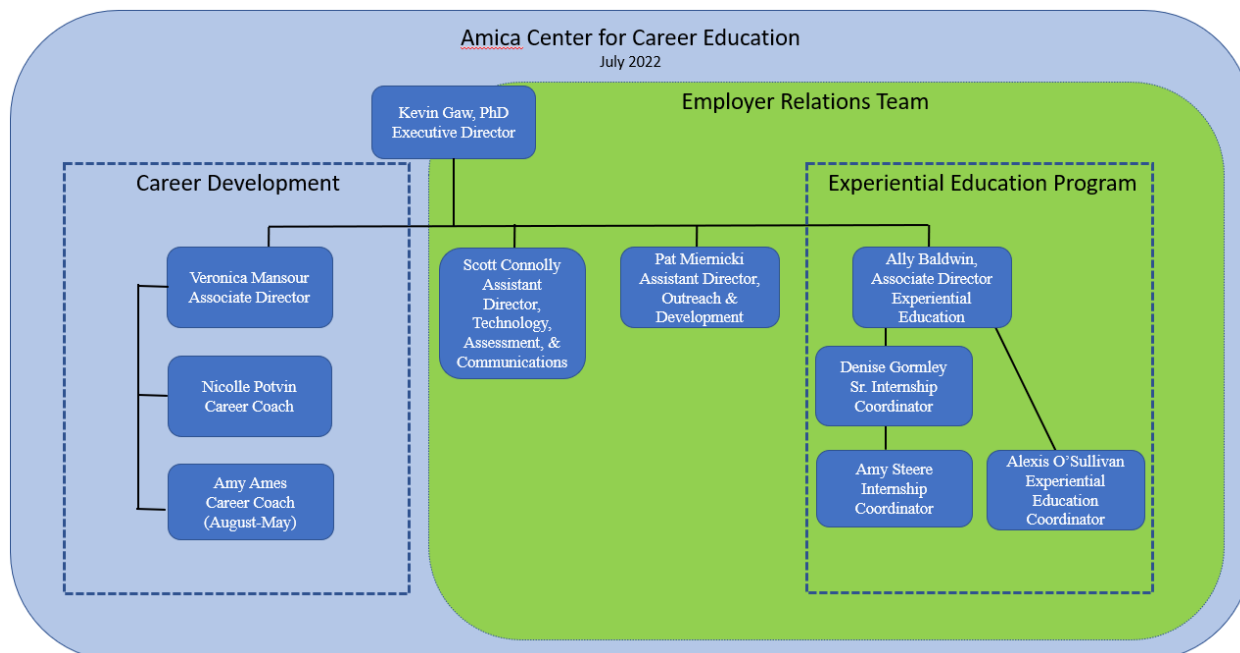 Amica Center for Career Education
July 2022
Kevin Gaw, PhD
Executive Director
Employer Relations Team
Career Development
Experiential Education Program
Veronica Mansour
Associate Director
Nicolle Potvin
Career Coach
Amy Ames
Career Coach
(August-May)
Scott Connolly
Assistant
Director,
Technology,
Assessment, &
Communications
Pat Miernicki
Assistant Director,
Outreach &
Development
Ally Baldwin,
Associate Director
Experiential
Education
Denise Gormley
Sr. Internship
Coordinator
Amy Steere
Internship
Coordinator
Alexis O’Sullivan
Experiential
Education
Coordinator